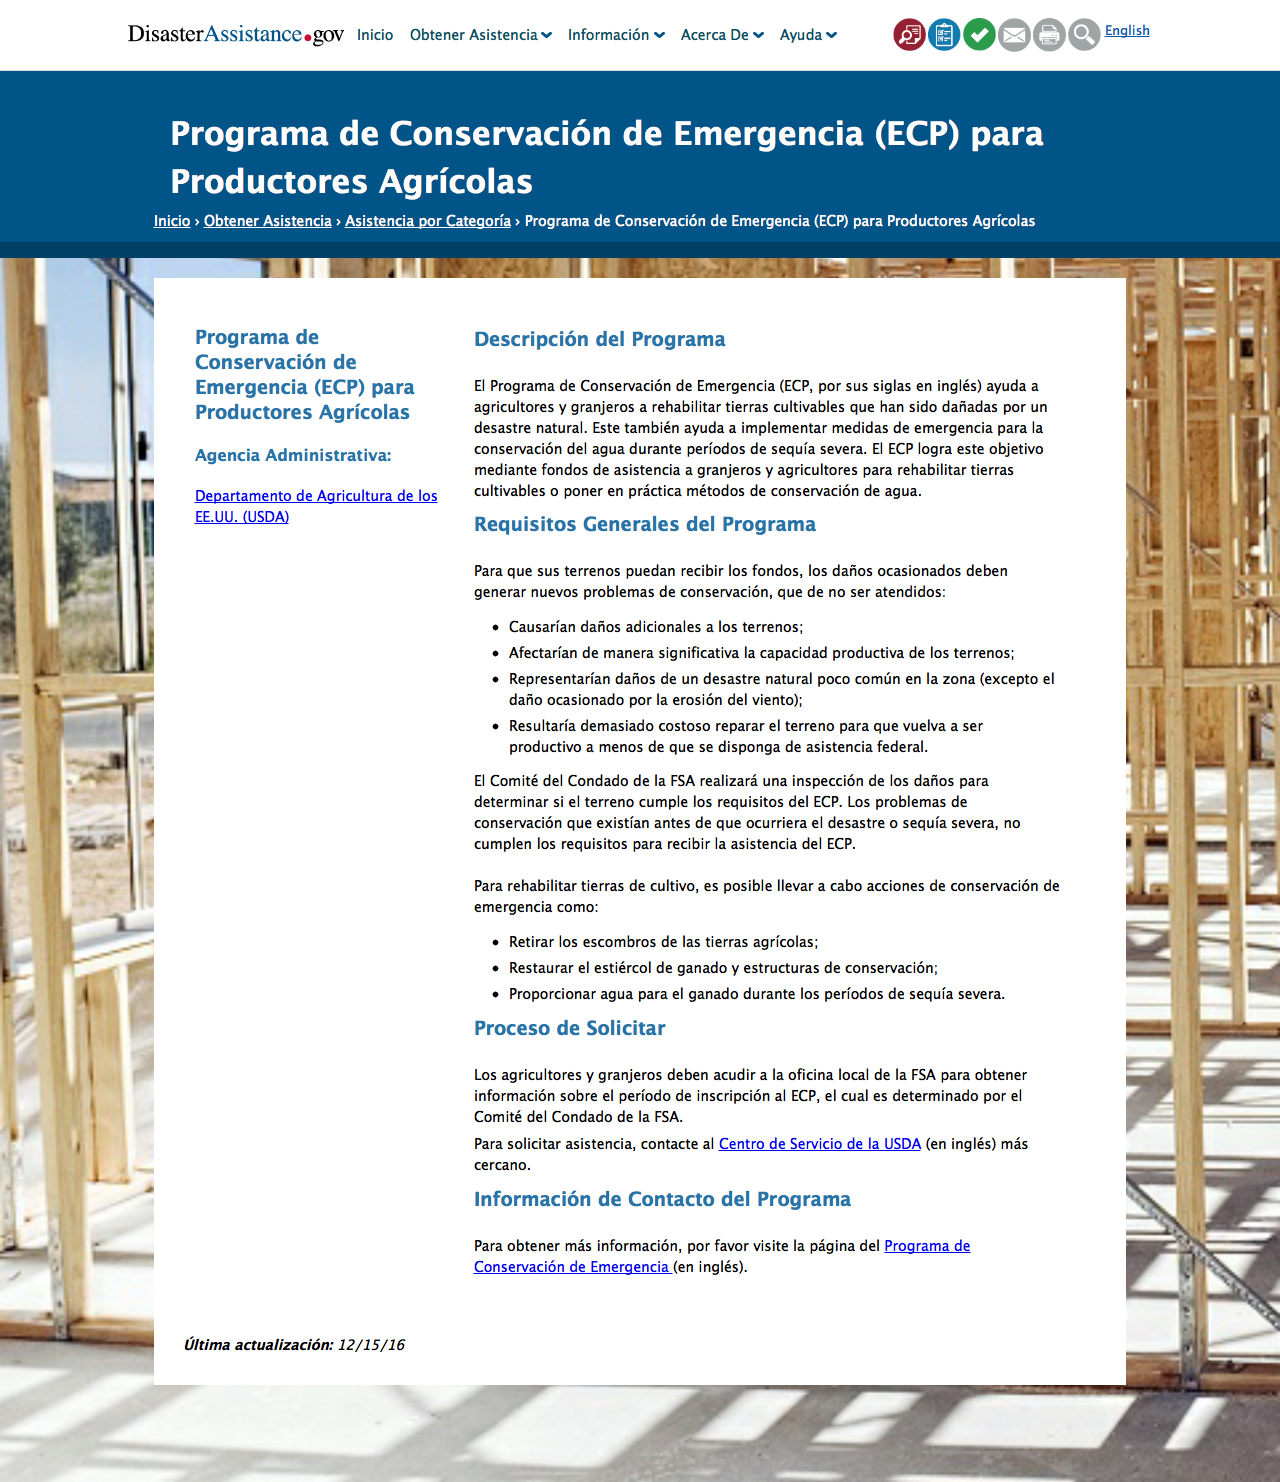 DisasterAssistance.gov Inicio Obtener Asistencia Información Acerca De Ayuda English
Programa de Conservación de Emergencia (ECP) para
Productores Agrícolas
Inicio › Obtener Asistencia › Asistencia por Categoría › Programa de Conservación de Emergencia (ECP) para Productores Agrícolas
Programa de
Conservación de
Emergencia (ECP) para
Productores Agrícolas
Agencia Administrativa:
Departamento de Agricultura de los
EE.UU. (USDA)
Descripción del Programa
El Programa de Conservación de Emergencia (ECP, por sus siglas en inglés) ayuda a
agricultores y granjeros a rehabilitar tierras cultivables que han sido dañadas por un
desastre natural. Este también ayuda a implementar medidas de emergencia para la
conservación del agua durante períodos de sequía severa. El ECP logra este objetivo
mediante fondos de asistencia a granjeros y agricultores para rehabilitar tierras
cultivables o poner en práctica métodos de conservación de agua.
Requisitos Generales del Programa
Para que sus terrenos puedan recibir los fondos, los daños ocasionados deben
generar nuevos problemas de conservación, que de no ser atendidos:
• Causarían daños adicionales a los terrenos;
• Afectarían de manera significativa la capacidad productiva de los terrenos;
• Representarían daños de un desastre natural poco común en la zona (excepto el
daño ocasionado por la erosión del viento);
• Resultaría demasiado costoso reparar el terreno para que vuelva a ser
productivo a menos de que se disponga de asistencia federal.
El Comité del Condado de la FSA realizará una inspección de los daños para
determinar si el terreno cumple los requisitos del ECP. Los problemas de
conservación que existían antes de que ocurriera el desastre o sequía severa, no
cumplen los requisitos para recibir la asistencia del ECP.
Para rehabilitar tierras de cultivo, es posible llevar a cabo acciones de conservación de
emergencia como:
• Retirar los escombros de las tierras agrícolas;
• Restaurar el estiércol de ganado y estructuras de conservación;
• Proporcionar agua para el ganado durante los períodos de sequía severa.
Proceso de Solicitar
Los agricultores y granjeros deben acudir a la oficina local de la FSA para obtener
información sobre el período de inscripción al ECP, el cual es determinado por el
Comité del Condado de la FSA.
Para solicitar asistencia, contacte al Centro de Servicio de la USDA (en inglés) más
cercano.
Información de Contacto del Programa
Para obtener más información, por favor visite la página del Programa de
Conservación de Emergencia (en inglés).
Última actualización: 12/15/16